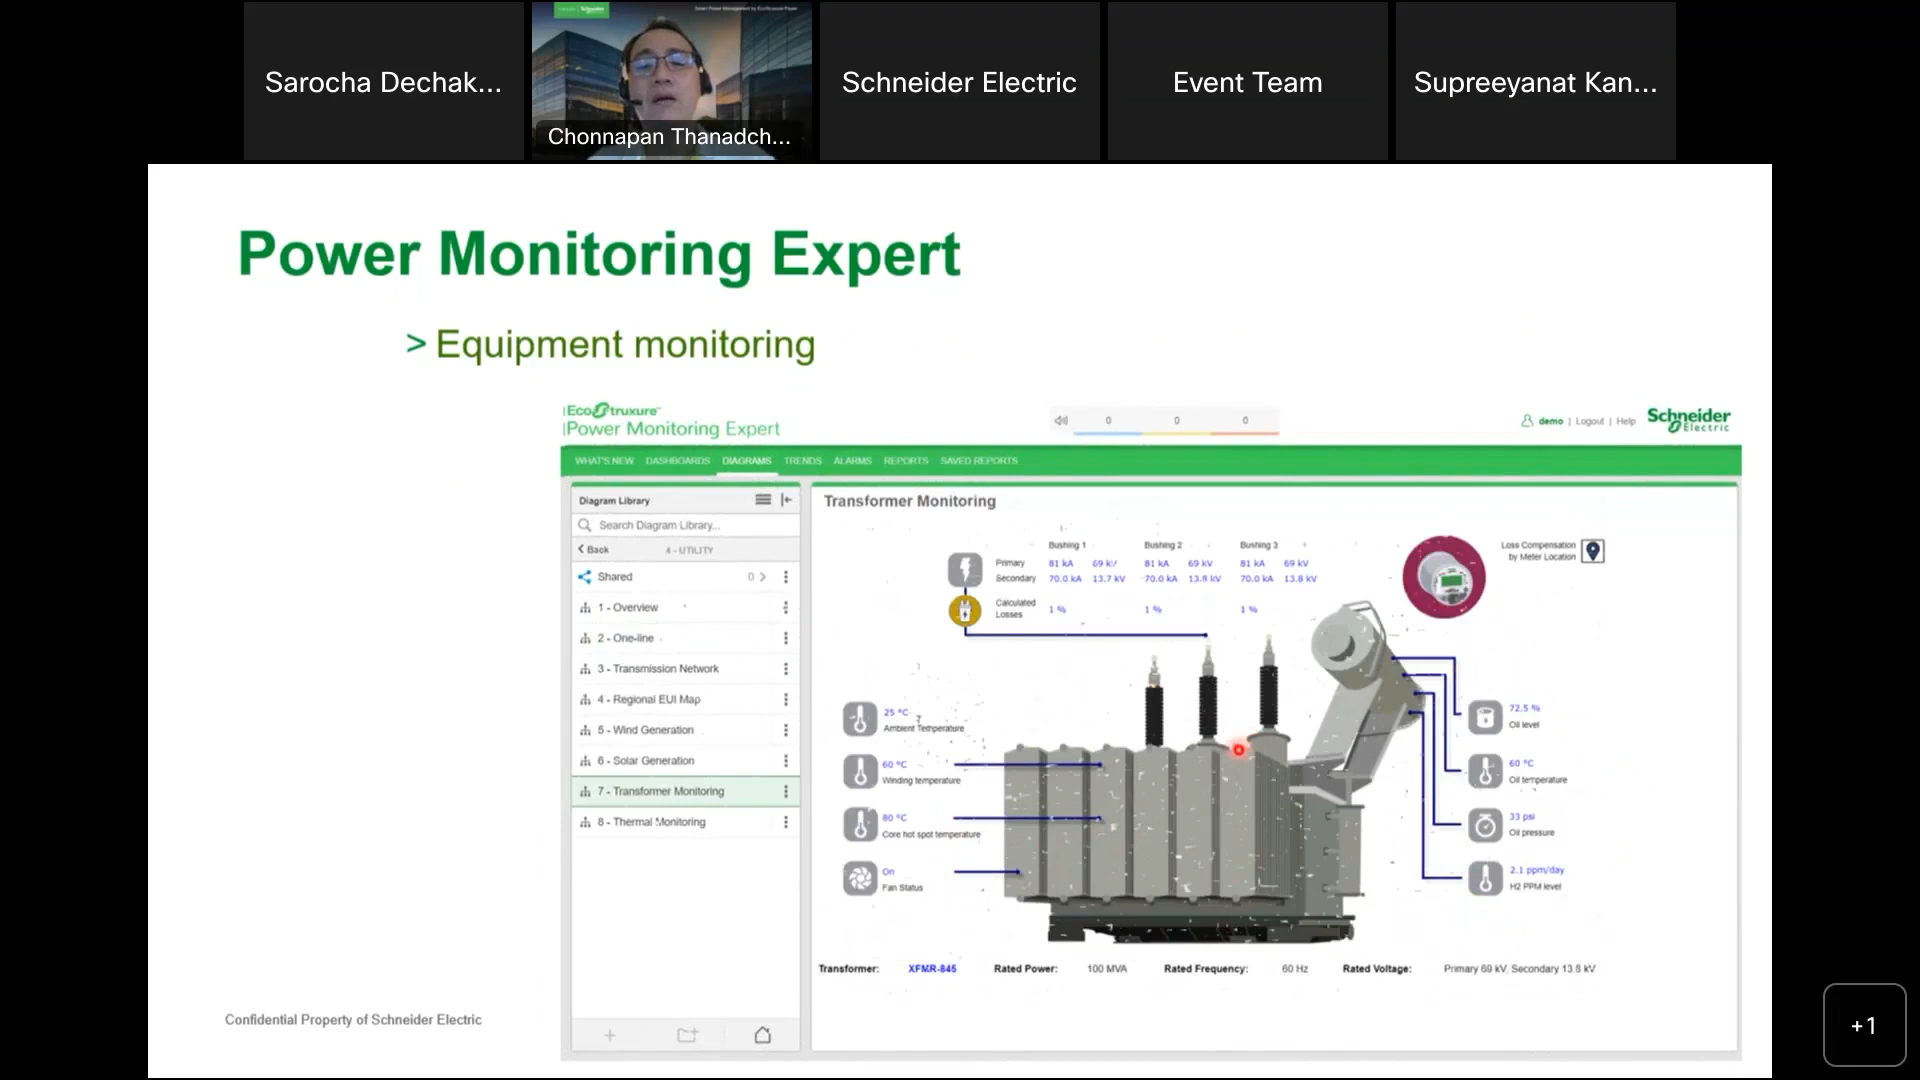 Sarocha Dechak...
Chonnapan Thanadch...
Schneider Electric
Event Team
Supreeyanat Kan...
Power Monitoring Expert
> Equipment monitoring
EcoStruxure™
Power Monitoring Expert
0 0 0
demo | Logout | Help
Schneider Electric
WHAT'S NEW DASHBOARDS DIAGRAMS TRENDS ALARMS REPORTS SAVED REPORTS
Diagram Library
Search Diagram Library...
Back 4 - UTILITY
Shared 0
1 - Overview
2 - One-line
3 - Transmission Network
4 - Regional EUI Map
5 - Wind Generation
6 - Solar Generation
7 - Transformer Monitoring
8 - Thermal Monitoring
Transformer Monitoring
Bushing 1 Bushing 2 Bushing 3
Primary 81 kA 69 kV 81 kA 69 kV 81 kA 69 kV
Secondary 70.0 kA 13.7 kV 70.0 kA 13.8 kV 70.0 kA 13.8 kV
Calculated Losses 1 % 1 % 1 %
Loss Compensation
by Meter Location
25 °C
Ambient Temperature
60 °C
Winding temperature
80 °C
Core hot spot temperature
On
Fan Status
72.5 %
Oil level
60 °C
Oil temperature
33 psi
Oil pressure
2.1 ppm/day
H2 PPM level
Transformer: XFMR-845 Rated Power: 100 MVA Rated Frequency: 60 Hz Rated Voltage: Primary 69 kV, Secondary 13.8 kV
Confidential Property of Schneider Electric
+1